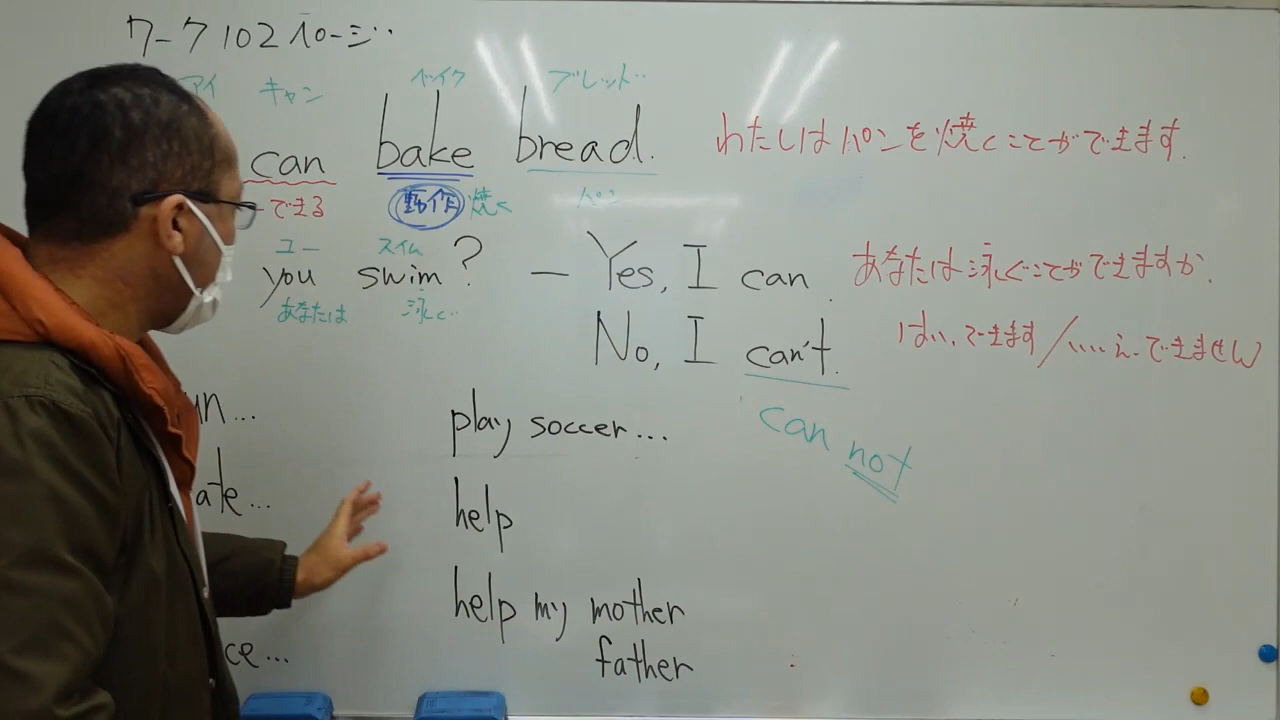 ワーク102ページ‥
アイ キャン ベイク ブレッド‥
can bake bread. わたしはパンを焼くことができます.
できる 動作 焼く パン
ユー スイム
you swim? — Yes, I can. あなたは泳ぐことができますか.
あなたは 泳ぐ‥
No, I can't. はい、できます/いいえ、できません
can not
un... play soccer...
ate... help
help my mother
ce... father